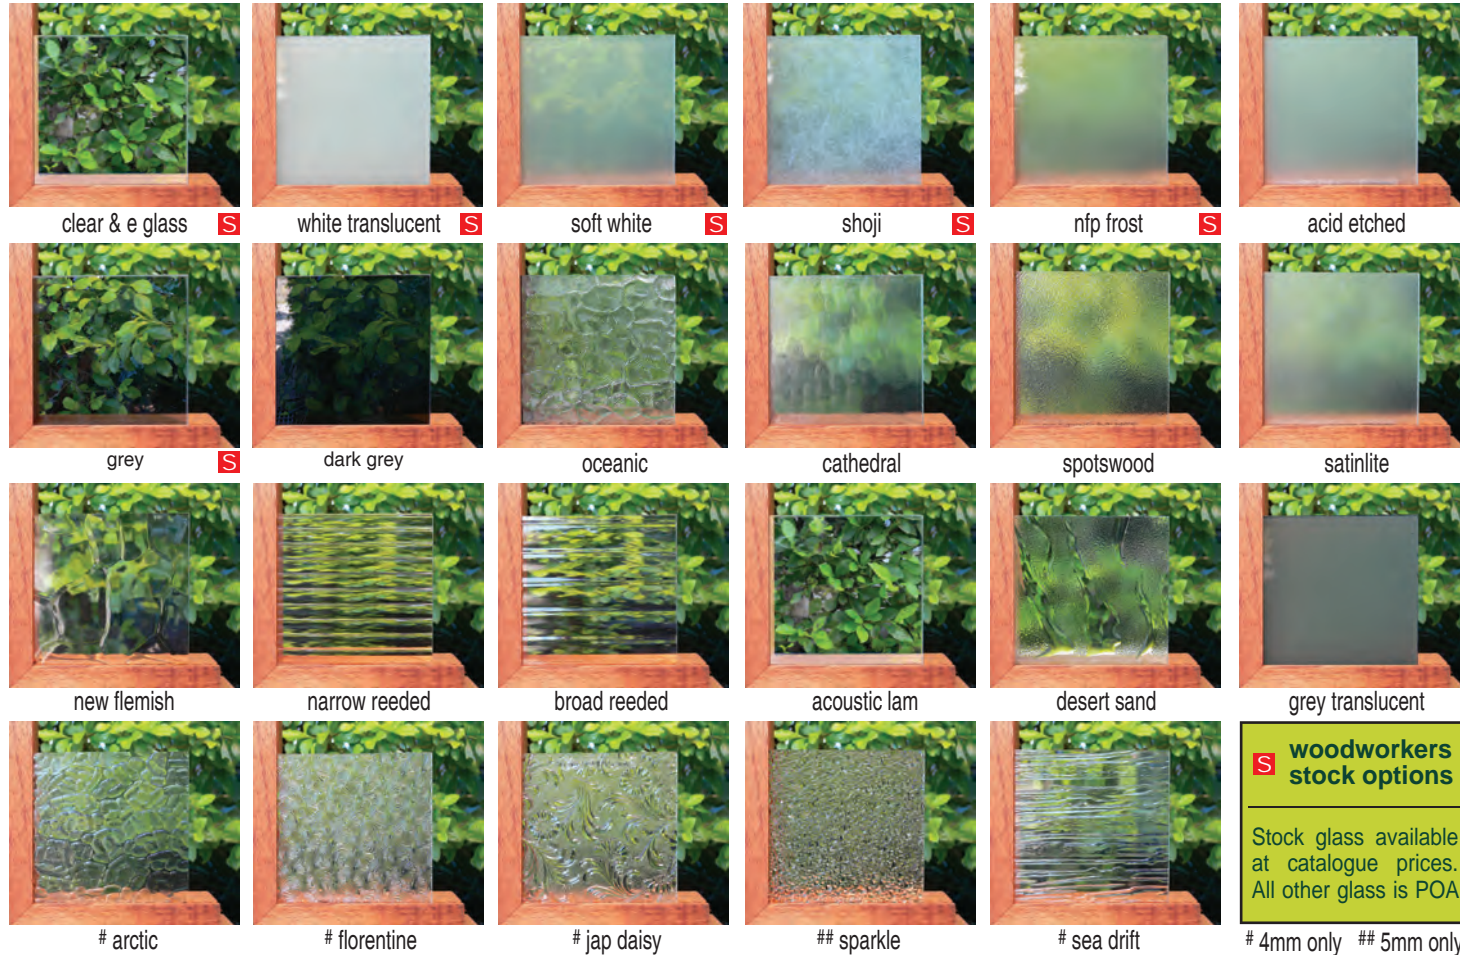 clear & e glass S
white translucent S
soft white S
shoji S
nfp frost S
acid etched
grey S
dark grey
oceanic
cathedral
spotswood
satinlite
new flemish
narrow reeded
broad reeded
acoustic lam
desert sand
grey translucent
# arctic
# florentine
# jap daisy
## sparkle
# sea drift
S woodworkers
stock options
Stock glass available
at catalogue prices.
All other glass is POA
# 4mm only ## 5mm only